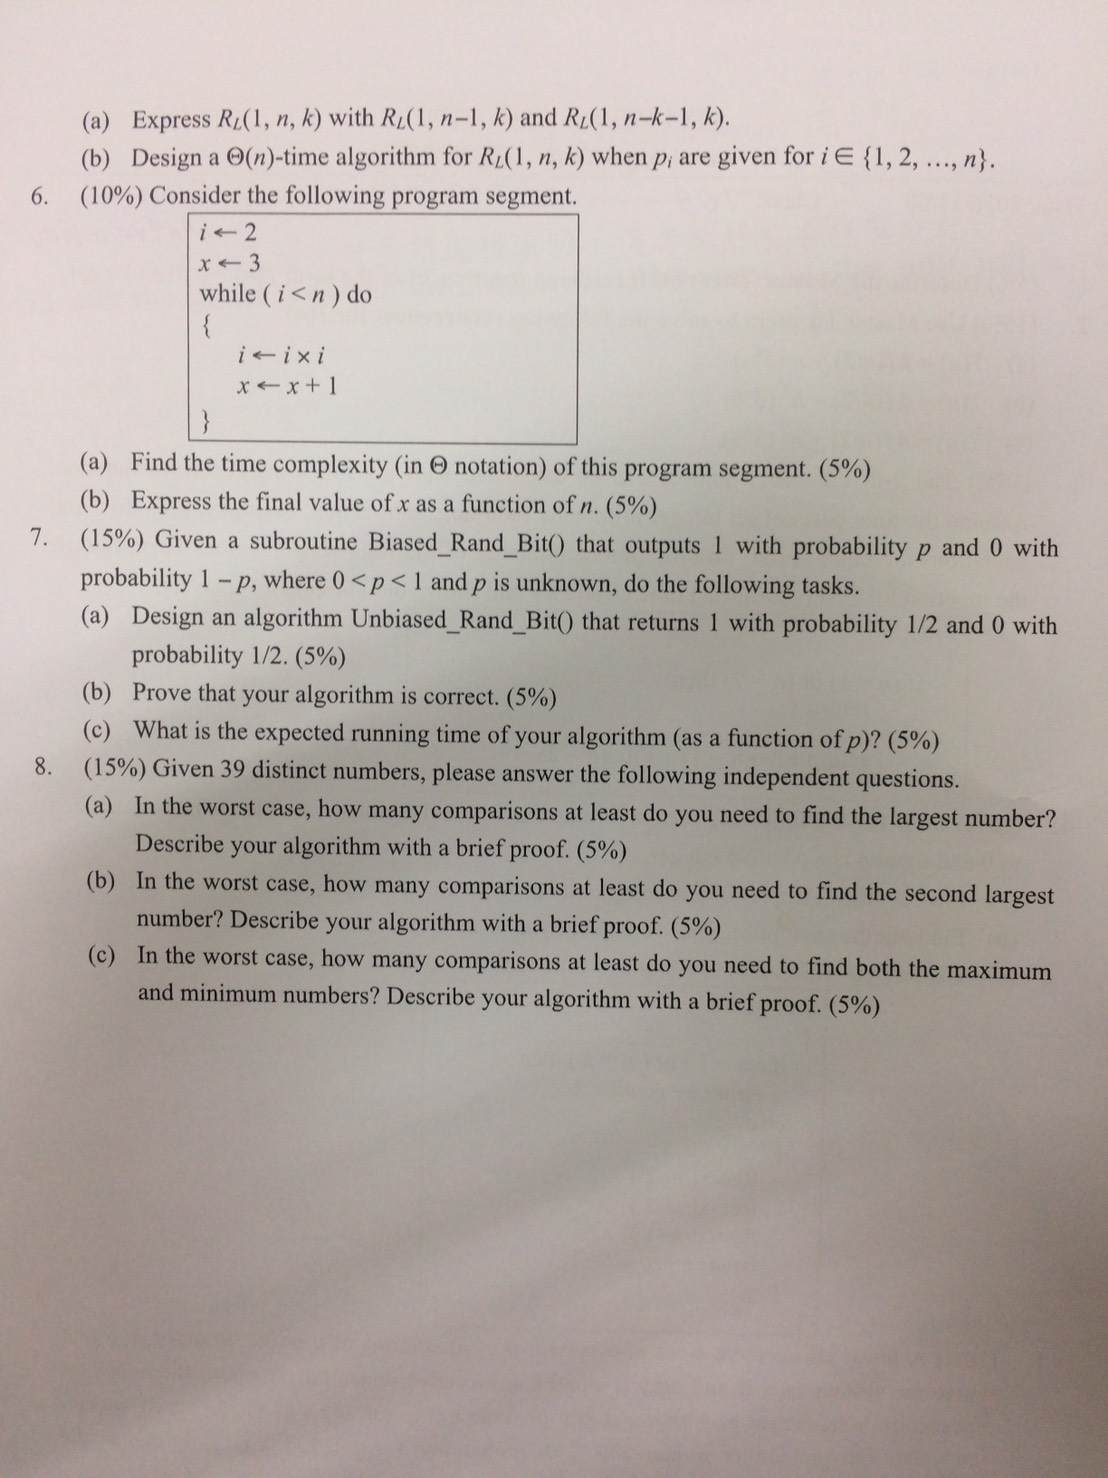 (a) Express R_L(1, n, k) with R_L(1, n−1, k) and R_L(1, n−k−1, k).
(b) Design a Θ(n)-time algorithm for R_L(1, n, k) when p_i are given for i ∈ {1, 2, ..., n}.
6. (10%) Consider the following program segment.
i ← 2
x ← 3
while ( i < n ) do
{
i ← i × i
x ← x + 1
}
(a) Find the time complexity (in Θ notation) of this program segment. (5%)
(b) Express the final value of x as a function of n. (5%)
7. (15%) Given a subroutine Biased_Rand_Bit() that outputs 1 with probability p and 0 with
probability 1 − p, where 0 < p < 1 and p is unknown, do the following tasks.
(a) Design an algorithm Unbiased_Rand_Bit() that returns 1 with probability 1/2 and 0 with
probability 1/2. (5%)
(b) Prove that your algorithm is correct. (5%)
(c) What is the expected running time of your algorithm (as a function of p)? (5%)
8. (15%) Given 39 distinct numbers, please answer the following independent questions.
(a) In the worst case, how many comparisons at least do you need to find the largest number?
Describe your algorithm with a brief proof. (5%)
(b) In the worst case, how many comparisons at least do you need to find the second largest
number? Describe your algorithm with a brief proof. (5%)
(c) In the worst case, how many comparisons at least do you need to find both the maximum
and minimum numbers? Describe your algorithm with a brief proof. (5%)